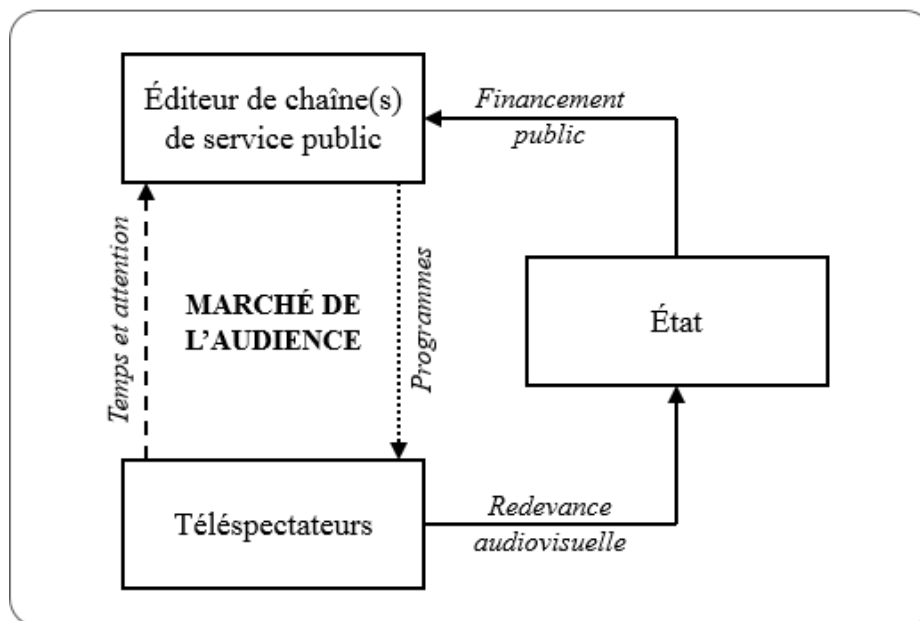 Éditeur de chaîne(s)
de service public
Financement
public
Temps et attention
MARCHÉ DE
L’AUDIENCE
Programmes
État
Téléspectateurs
Redevance
audiovisuelle